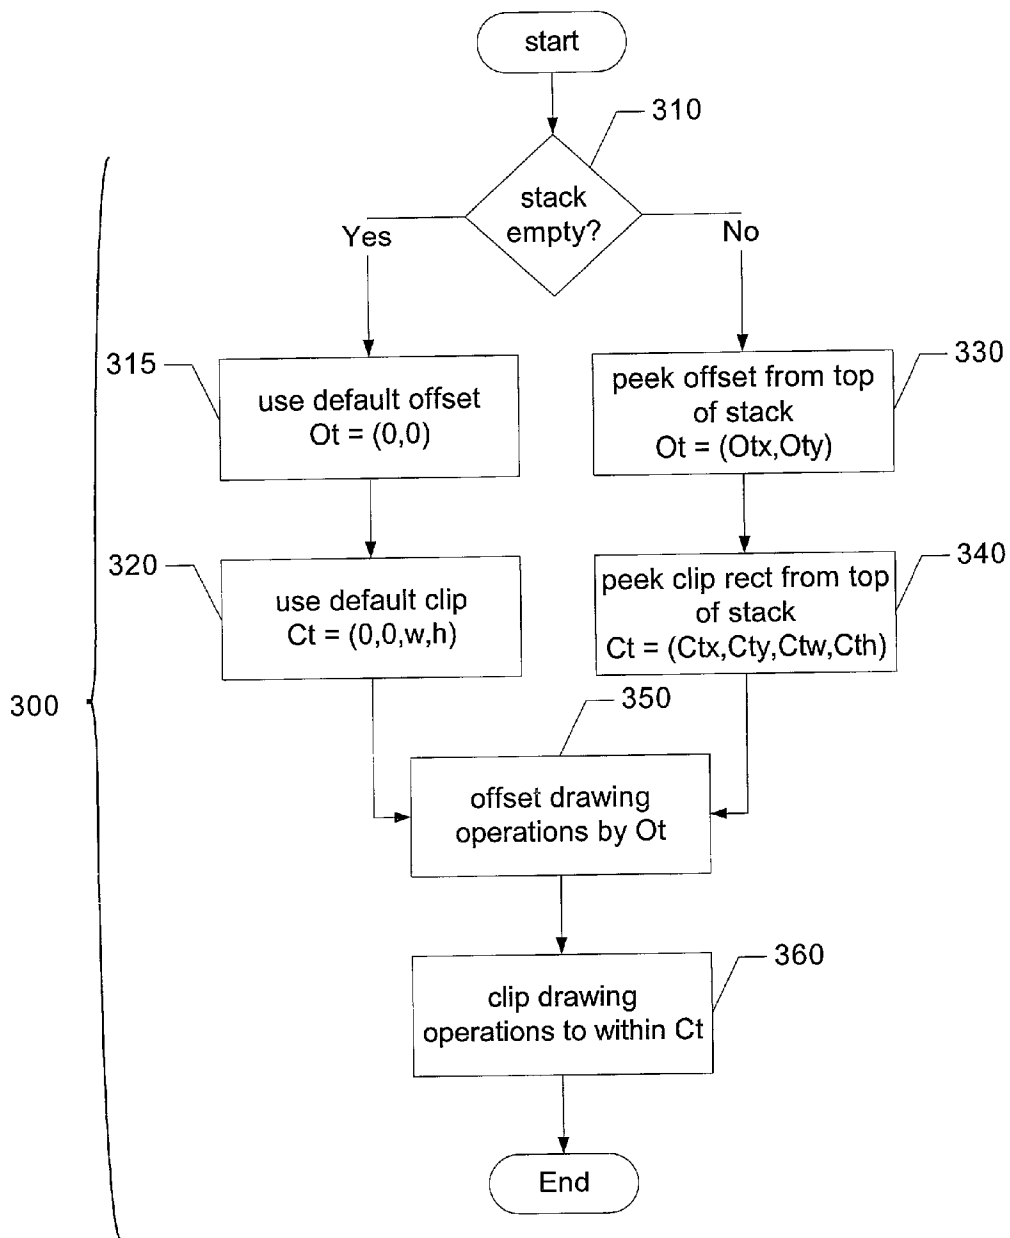 start
310
stack
empty?
Yes
No
315
use default offset
Ot = (0,0)
330
peek offset from top
of stack
Ot = (Otx,Oty)
320
use default clip
Ct = (0,0,w,h)
340
peek clip rect from top
of stack
Ct = (Ctx,Cty,Ctw,Cth)
300
350
offset drawing
operations by Ot
360
clip drawing
operations to within Ct
End